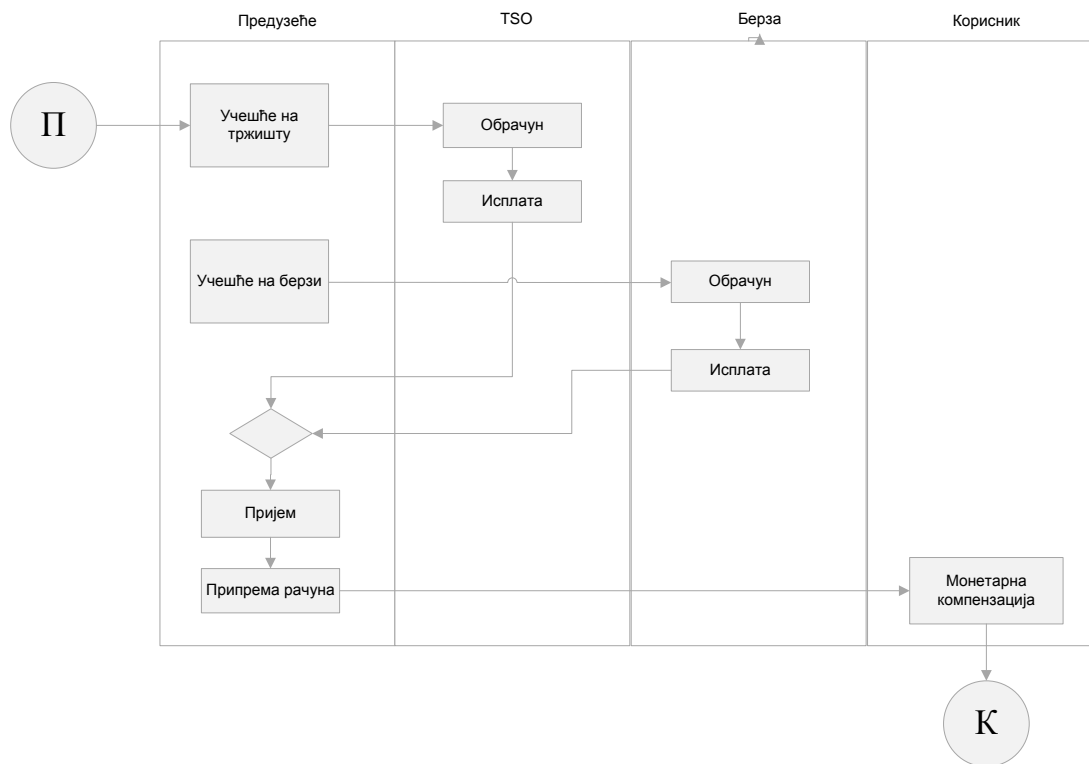 Предузеће
TSO
Берза
Корисник
П
Учешће на
тржишту
Обрачун
Исплата
Учешће на берзи
Обрачун
Исплата
Пријем
Припрема рачуна
Монетарна
компензација
К